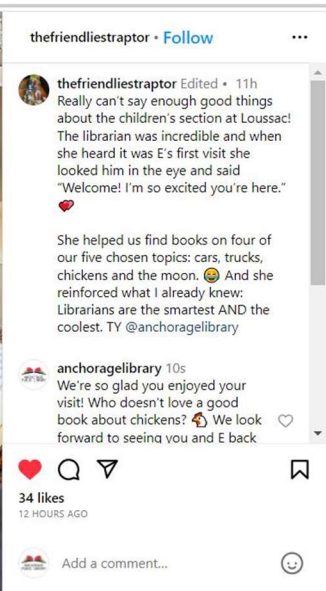 thefriendliestraptor • Follow
thefriendliestraptor Edited • 11h
Really can't say enough good things
about the children's section at Loussac!
The librarian was incredible and when
she heard it was E's first visit she
looked him in the eye and said
"Welcome! I'm so excited you're here."
💕
She helped us find books on four of
our five chosen topics: cars, trucks,
chickens and the moon. 😂 And she
reinforced what I already knew:
Librarians are the smartest AND the
coolest. TY @anchoragelibrary
anchoragelibrary 10s
We're so glad you enjoyed your
visit! Who doesn't love a good
book about chickens? 🐔 We look
forward to seeing you and E back
34 likes
12 HOURS AGO
Add a comment...